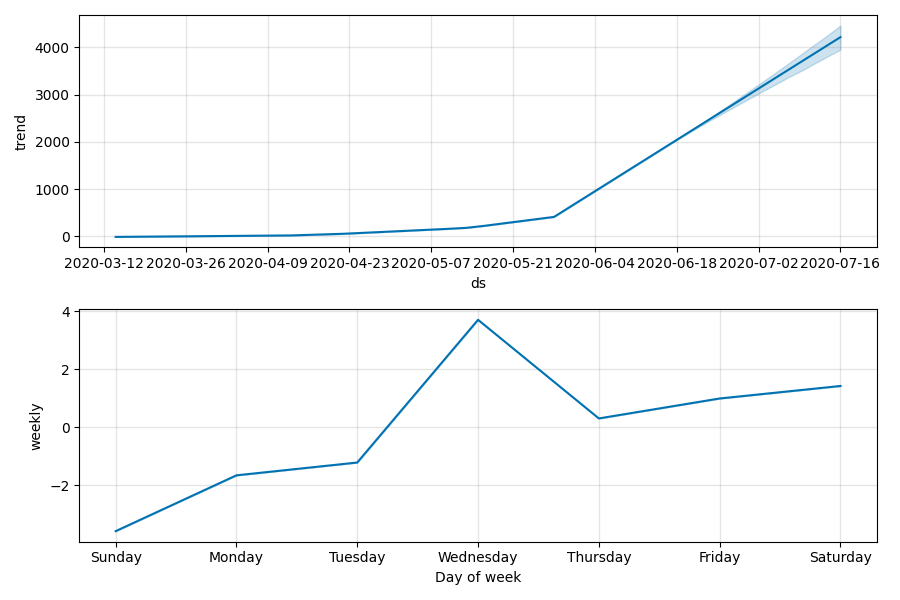 4000
3000
2000
1000
0
trend
2020-03-12 2020-03-26 2020-04-09 2020-04-23 2020-05-07 2020-05-21 2020-06-04 2020-06-18 2020-07-02 2020-07-16
ds
4
2
0
−2
weekly
Sunday Monday Tuesday Wednesday Thursday Friday Saturday
Day of week